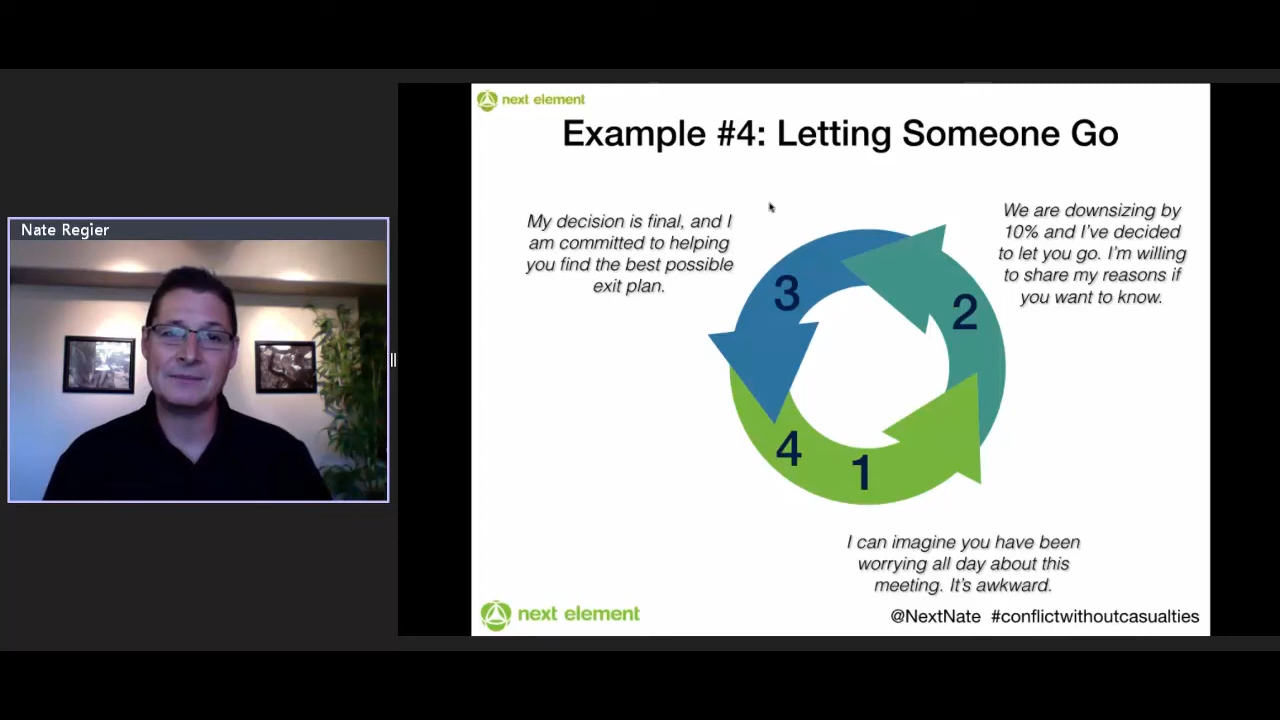 Nate Regier
next element
Example #4: Letting Someone Go
My decision is final, and I
am committed to helping
you find the best possible
exit plan.
We are downsizing by
10% and I've decided
to let you go. I'm willing
to share my reasons if
you want to know.
3
2
4
1
I can imagine you have been
worrying all day about this
meeting. It's awkward.
next element
@NextNate #conflictwithoutcasualties